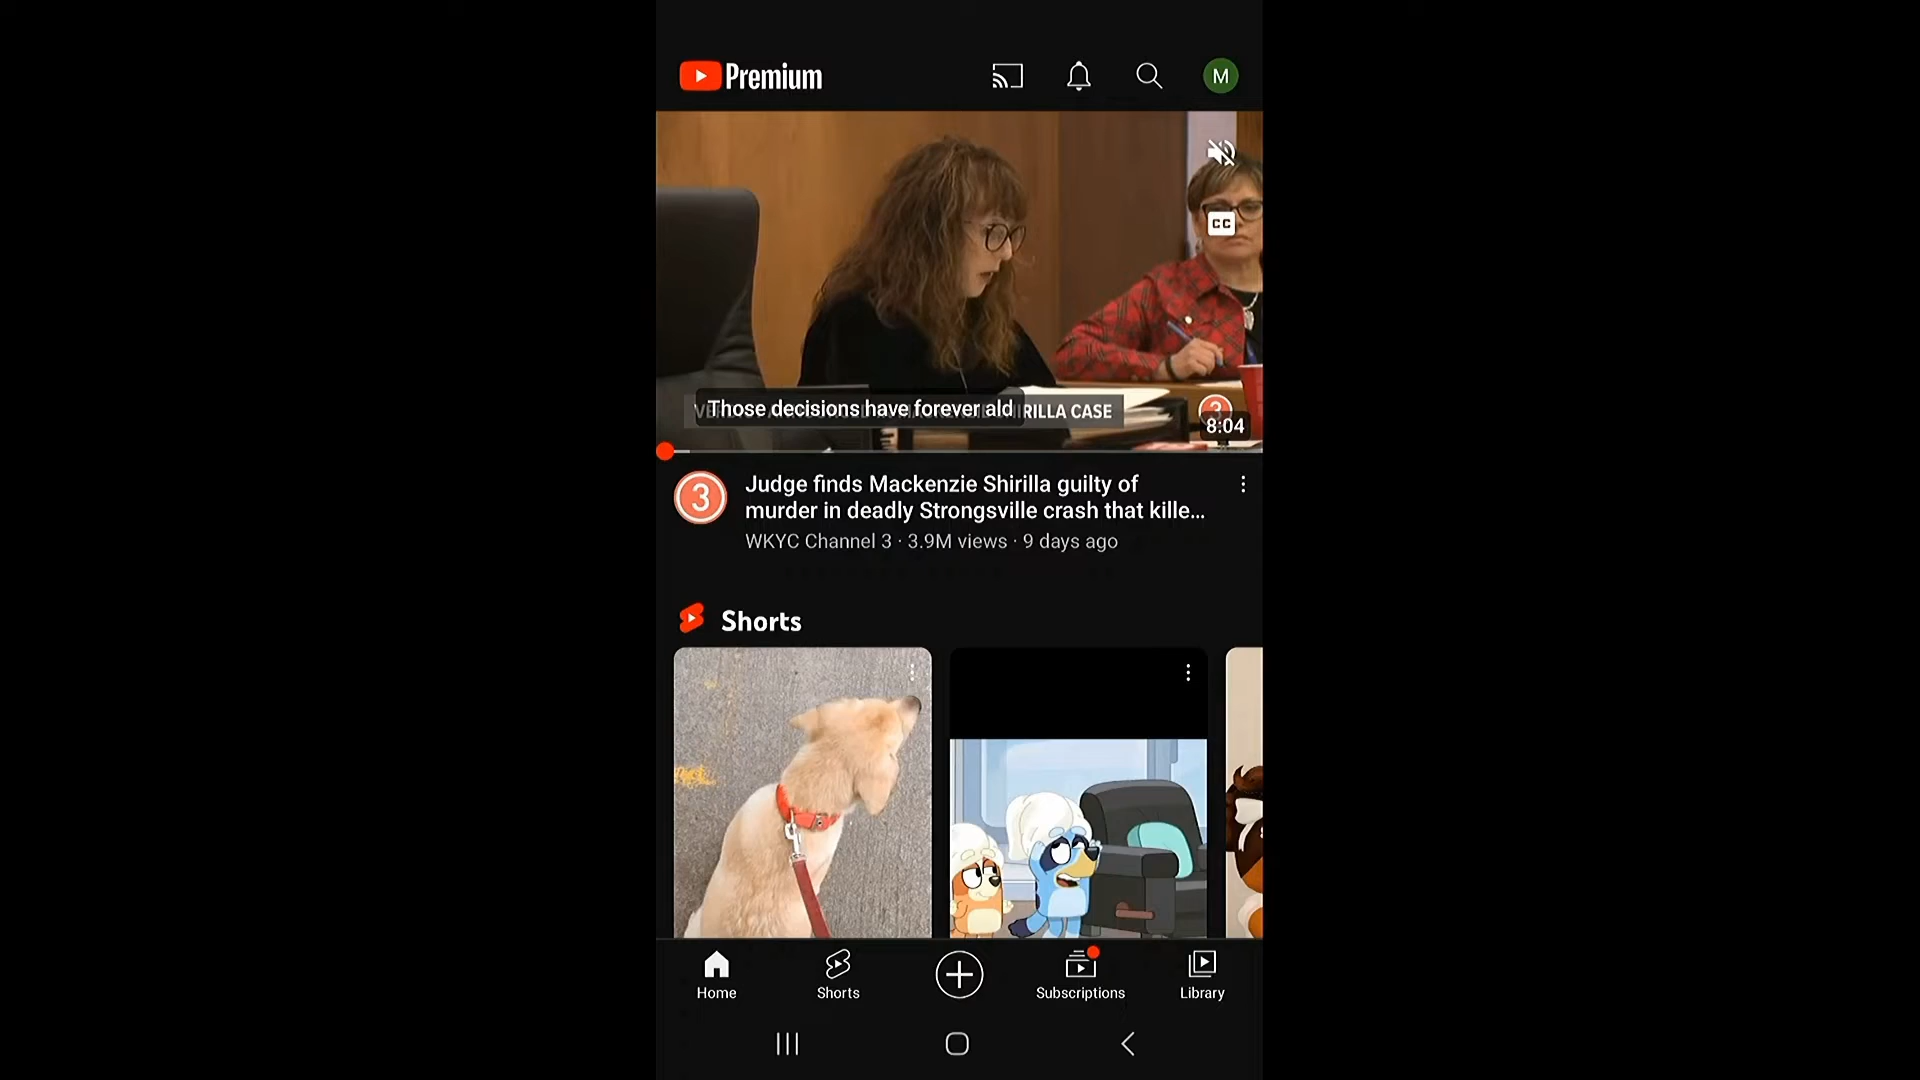 Premium
M
CC
Those decisions have forever ald
RILLA CASE
3
8:04
3
Judge finds Mackenzie Shirilla guilty of
murder in deadly Strongsville crash that kille...
WKYC Channel 3 · 3.9M views · 9 days ago
Shorts
Home
Shorts
Subscriptions
Library